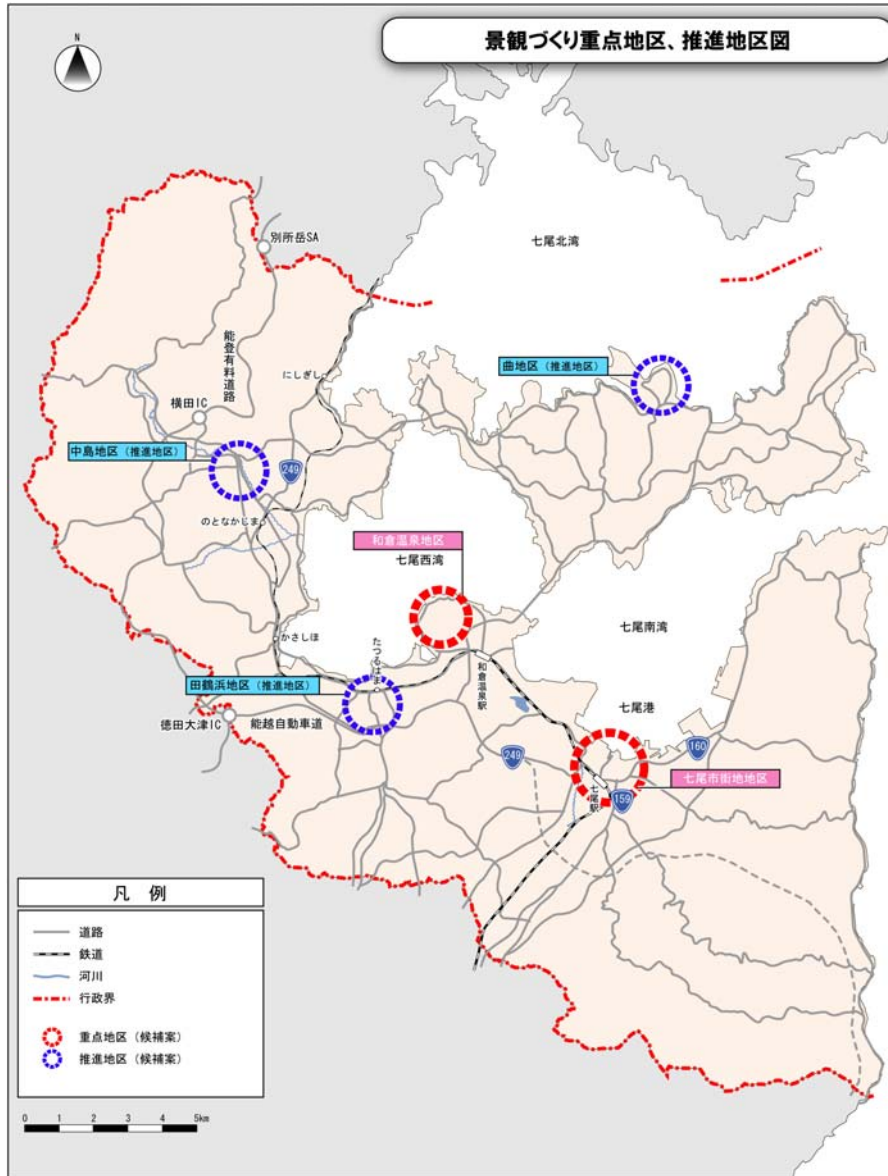 景観づくり重点地区、推進地区図
N
別所岳SA
七尾北湾
能登有料道路
にしぎし
曲地区（推進地区）
横田IC
中島地区（推進地区）
249
のとなかじま
和倉温泉地区
七尾西湾
七尾南湾
かさしほ
たつるはま
田鶴浜地区（推進地区）
和倉温泉駅
徳田大津IC
能越自動車道
七尾港
249
160
七尾市街地地区
七尾駅
159
凡 例
道路
鉄道
河川
行政界
重点地区（候補案）
推進地区（候補案）
0 1 2 3 4 5km